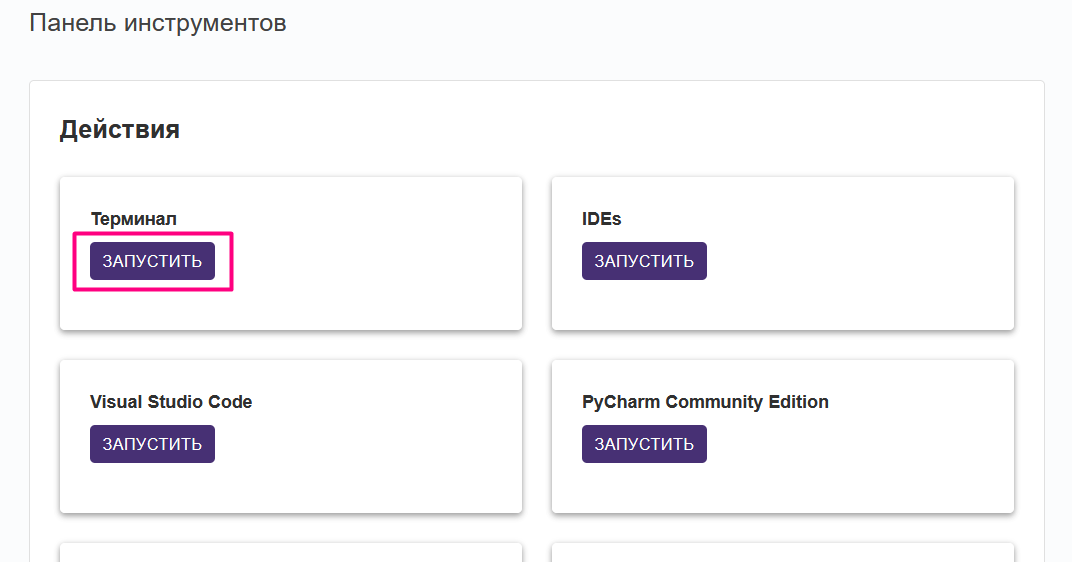 Панель инструментов
Действия
Терминал
ЗАПУСТИТЬ
IDEs
ЗАПУСТИТЬ
Visual Studio Code
ЗАПУСТИТЬ
PyCharm Community Edition
ЗАПУСТИТЬ